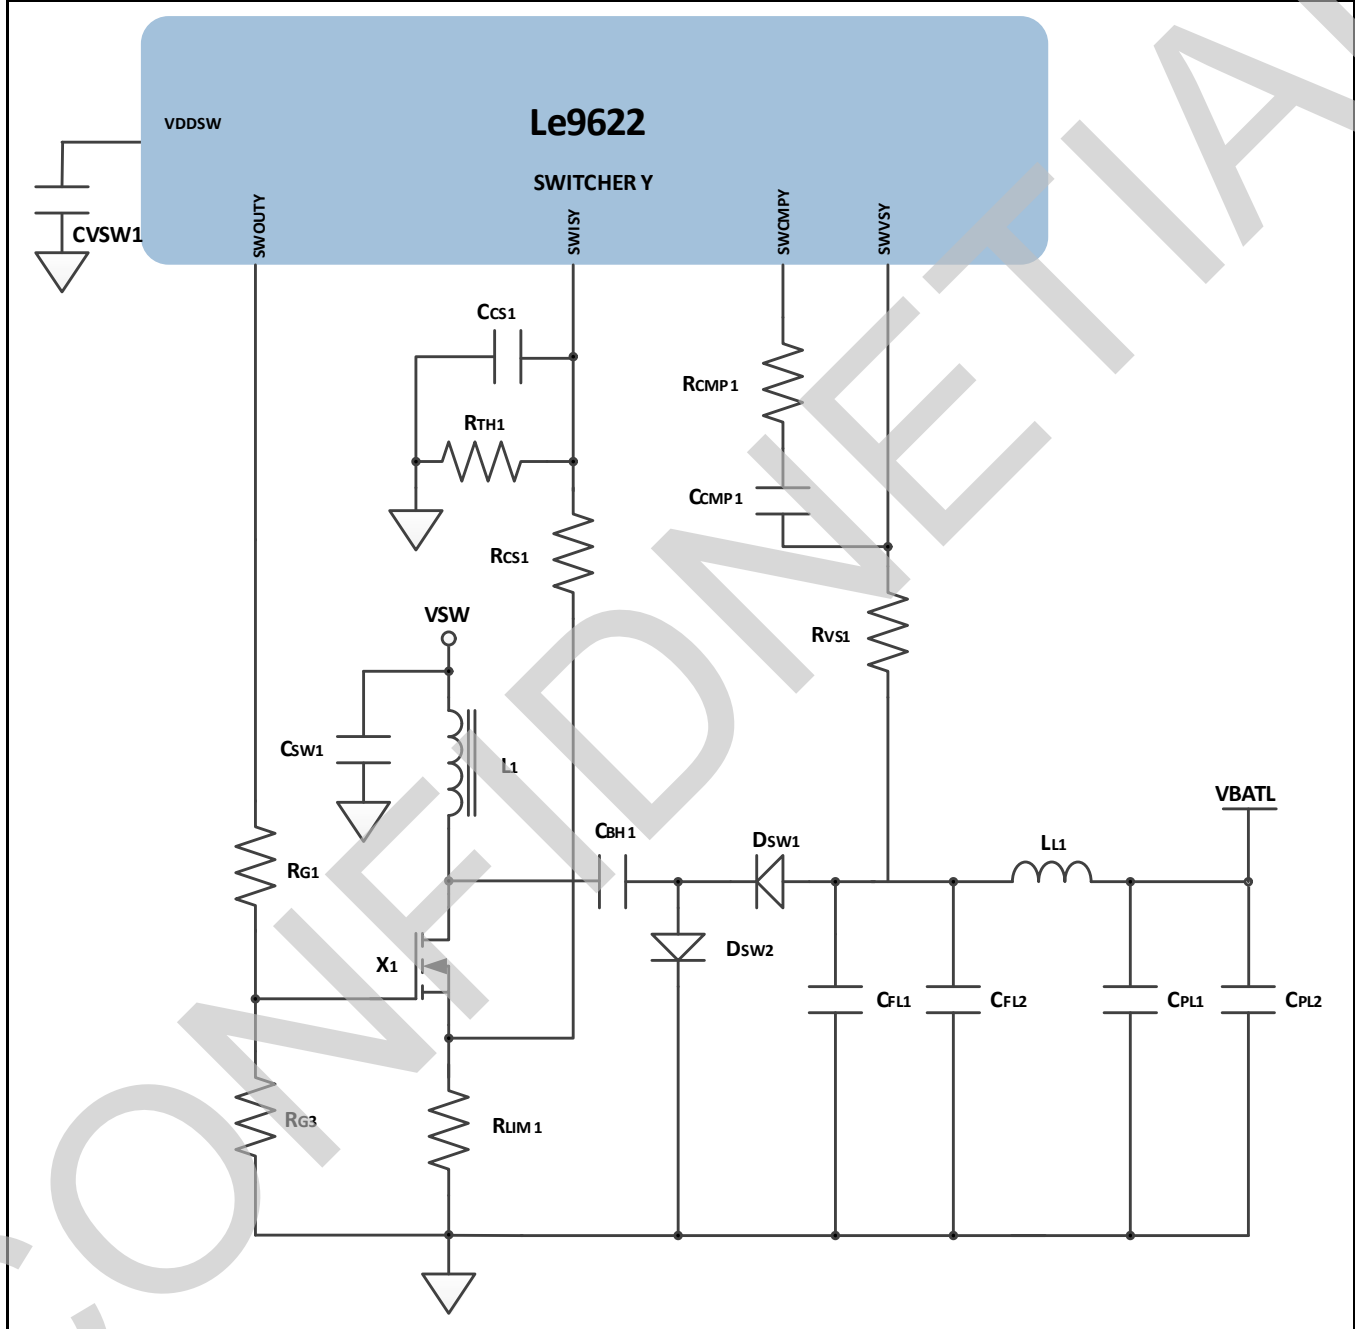 Le9622
VDDSW
SWITCHER Y
SWOUTY
SWISY
SWCMPY
SWVSY
CVSW1
CCS1
RCMP1
RTH1
CCMP1
RCS1
VSW
RVS1
CSW1
L1
VBATL
CBH1
DSW1
LL1
RG1
DSW2
X1
CFL1
CFL2
CPL1
CPL2
RG3
RLIM1
CONFIDNETIAL